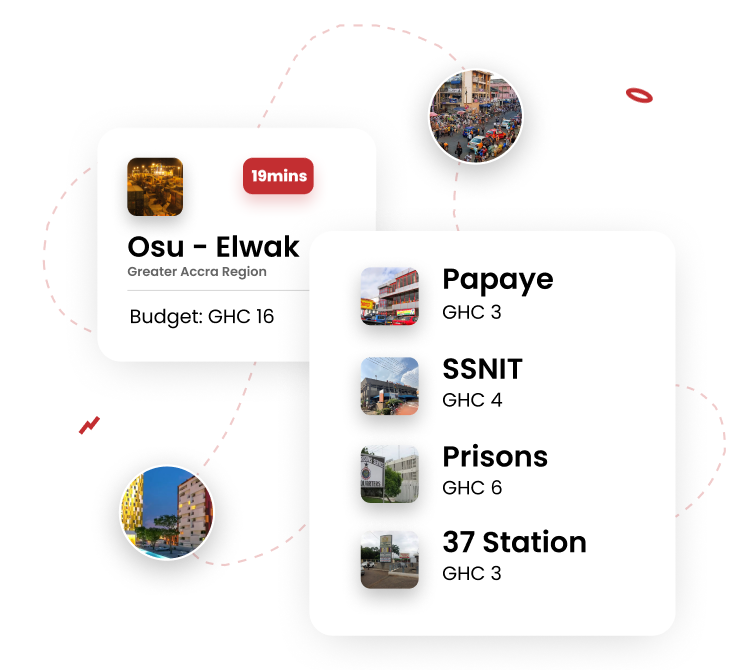 19mins
Osu - Elwak
Greater Accra Region
Budget: GHC 16
Papaye
GHC 3
SSNIT
GHC 4
Prisons
GHC 6
37 Station
GHC 3